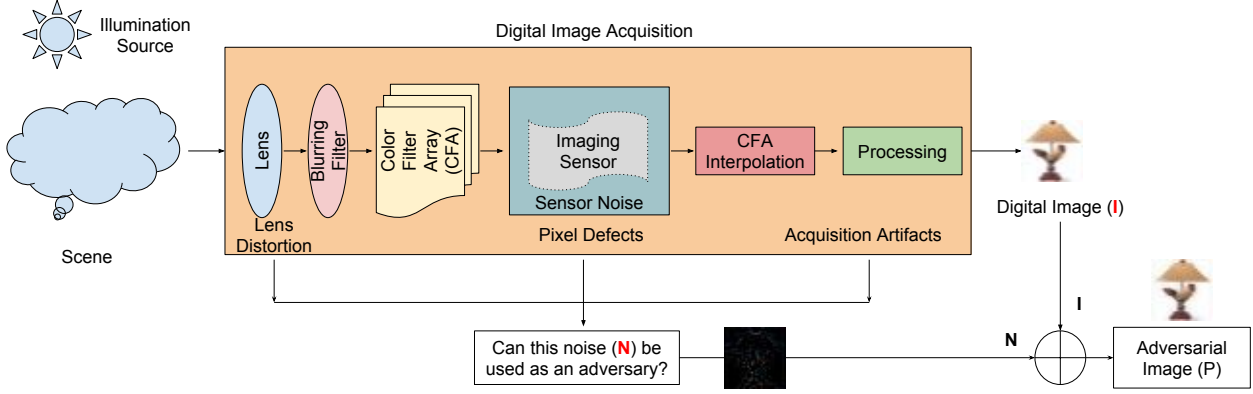 Illumination
Source
Digital Image Acquisition
Lens
Blurring
Filter
Color
Filter
Array
(CFA)
Imaging
Sensor
Sensor Noise
CFA
Interpolation
Processing
Lens
Distortion
Pixel Defects
Acquisition Artifacts
Scene
Digital Image (I)
I
N
Can this noise (N) be
used as an adversary?
Adversarial
Image (P)